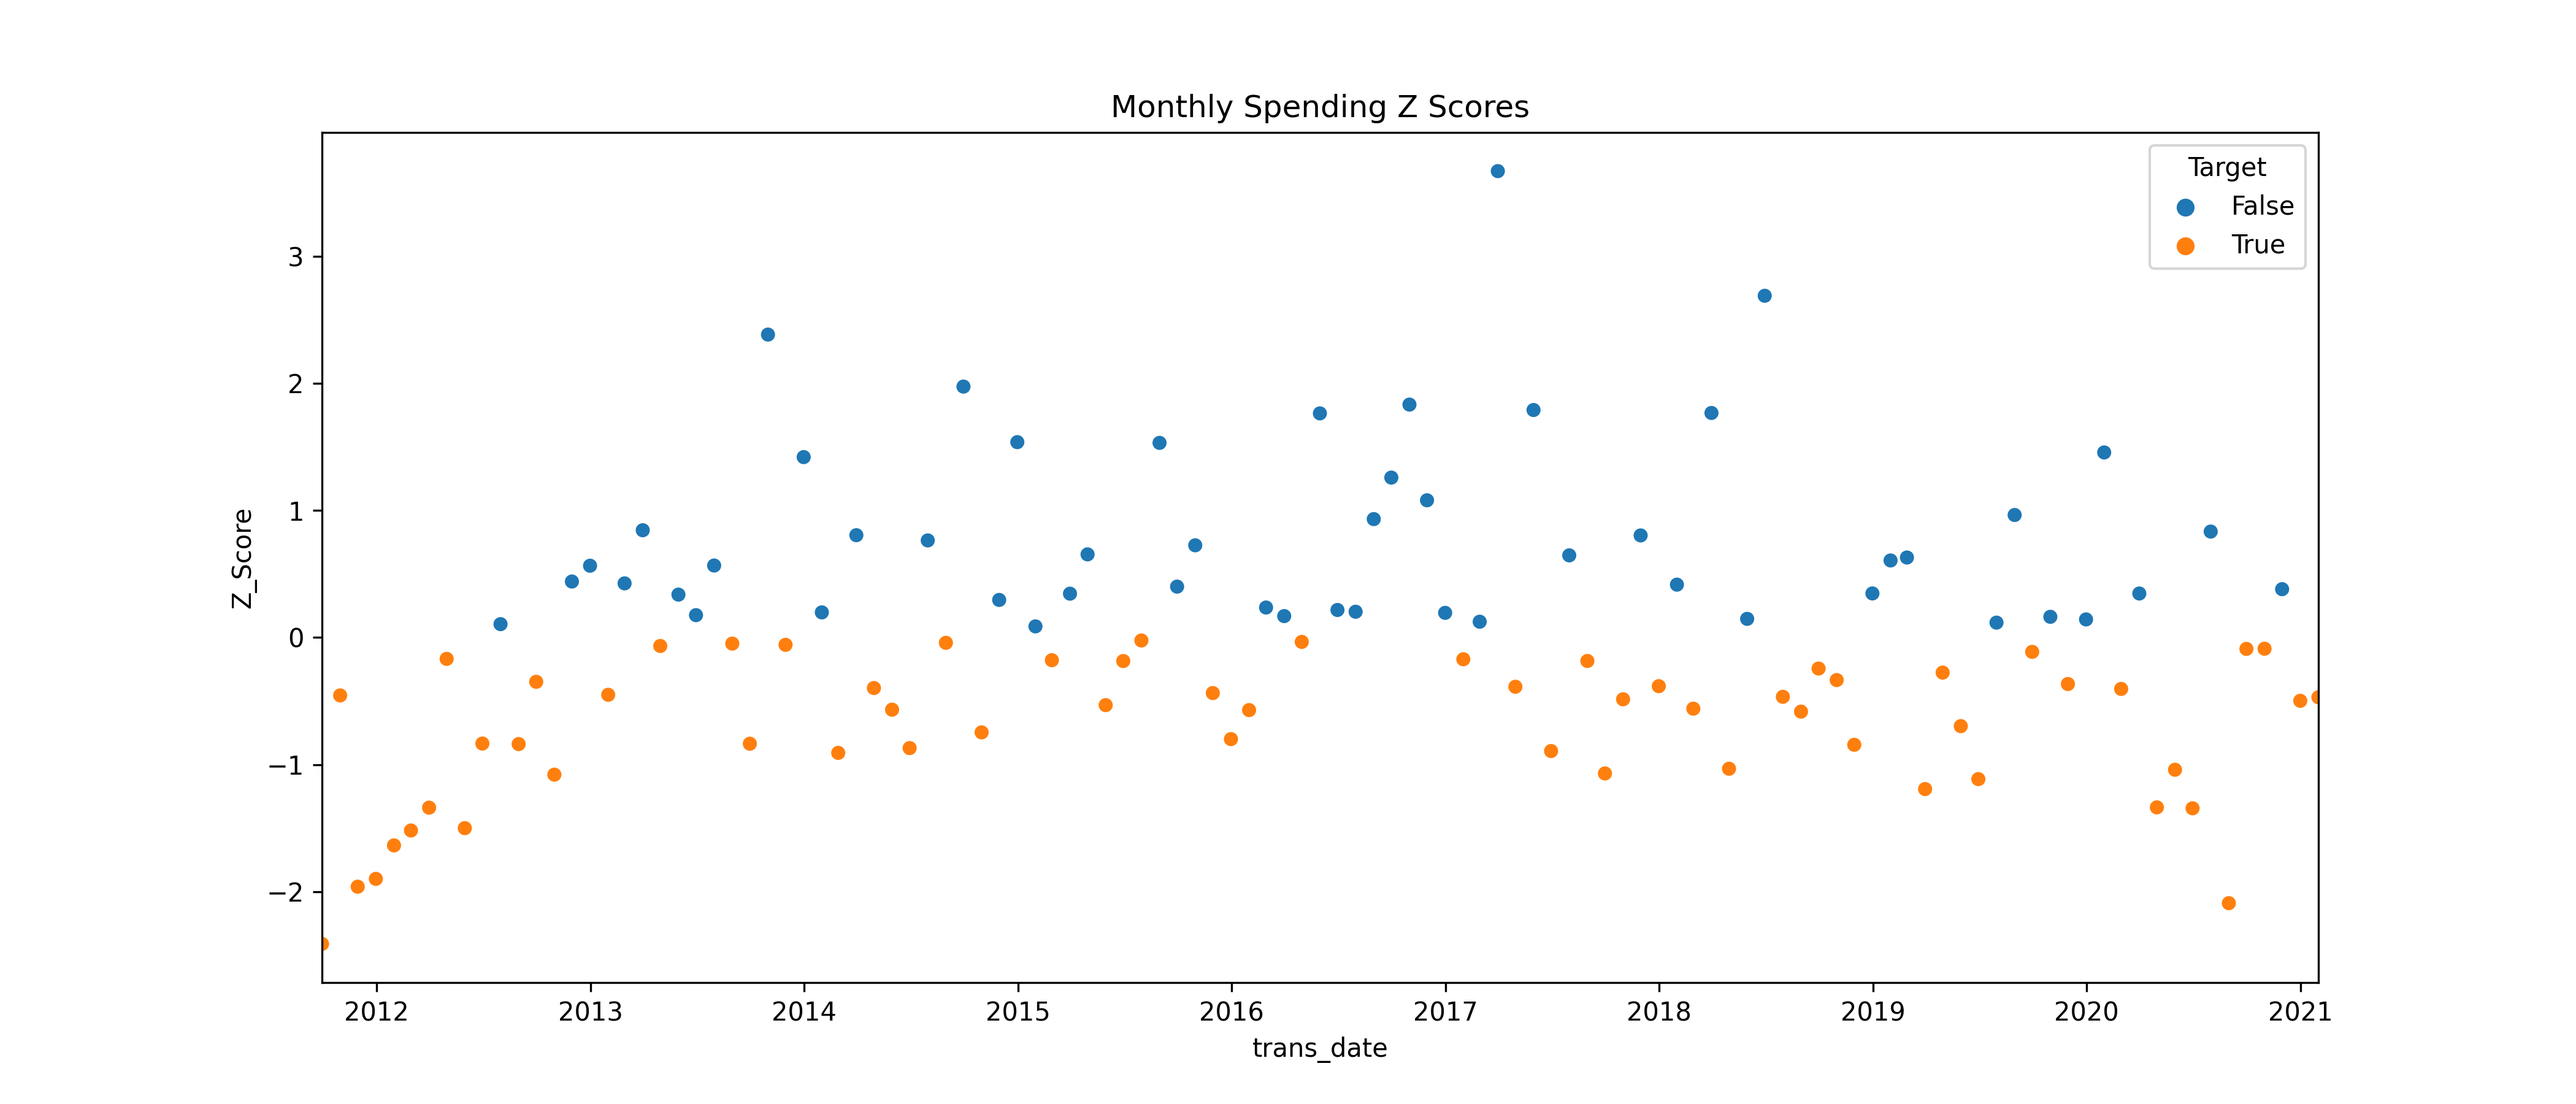 Monthly Spending Z Scores
Target
False
True
Z_Score
3
2
1
0
−1
−2
2012 2013 2014 2015 2016 2017 2018 2019 2020 2021
trans_date